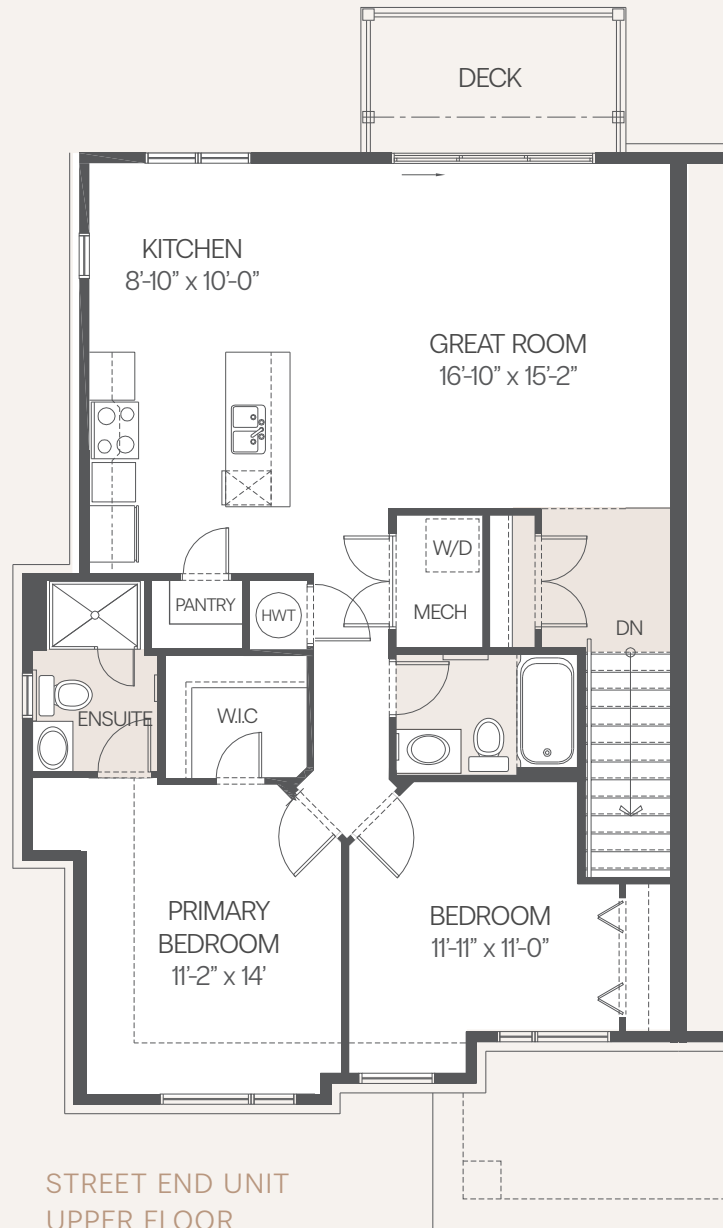 DECK
KITCHEN
8'-10” x 10'-0”
GREAT ROOM
16'-10” x 15'-2”
W/D
MECH
PANTRY
HWT
DN
ENSUITE
W.I.C
PRIMARY
BEDROOM
11'-2” x 14'
BEDROOM
11'-11” x 11'-0”
STREET END UNIT
UPPER FLOOR